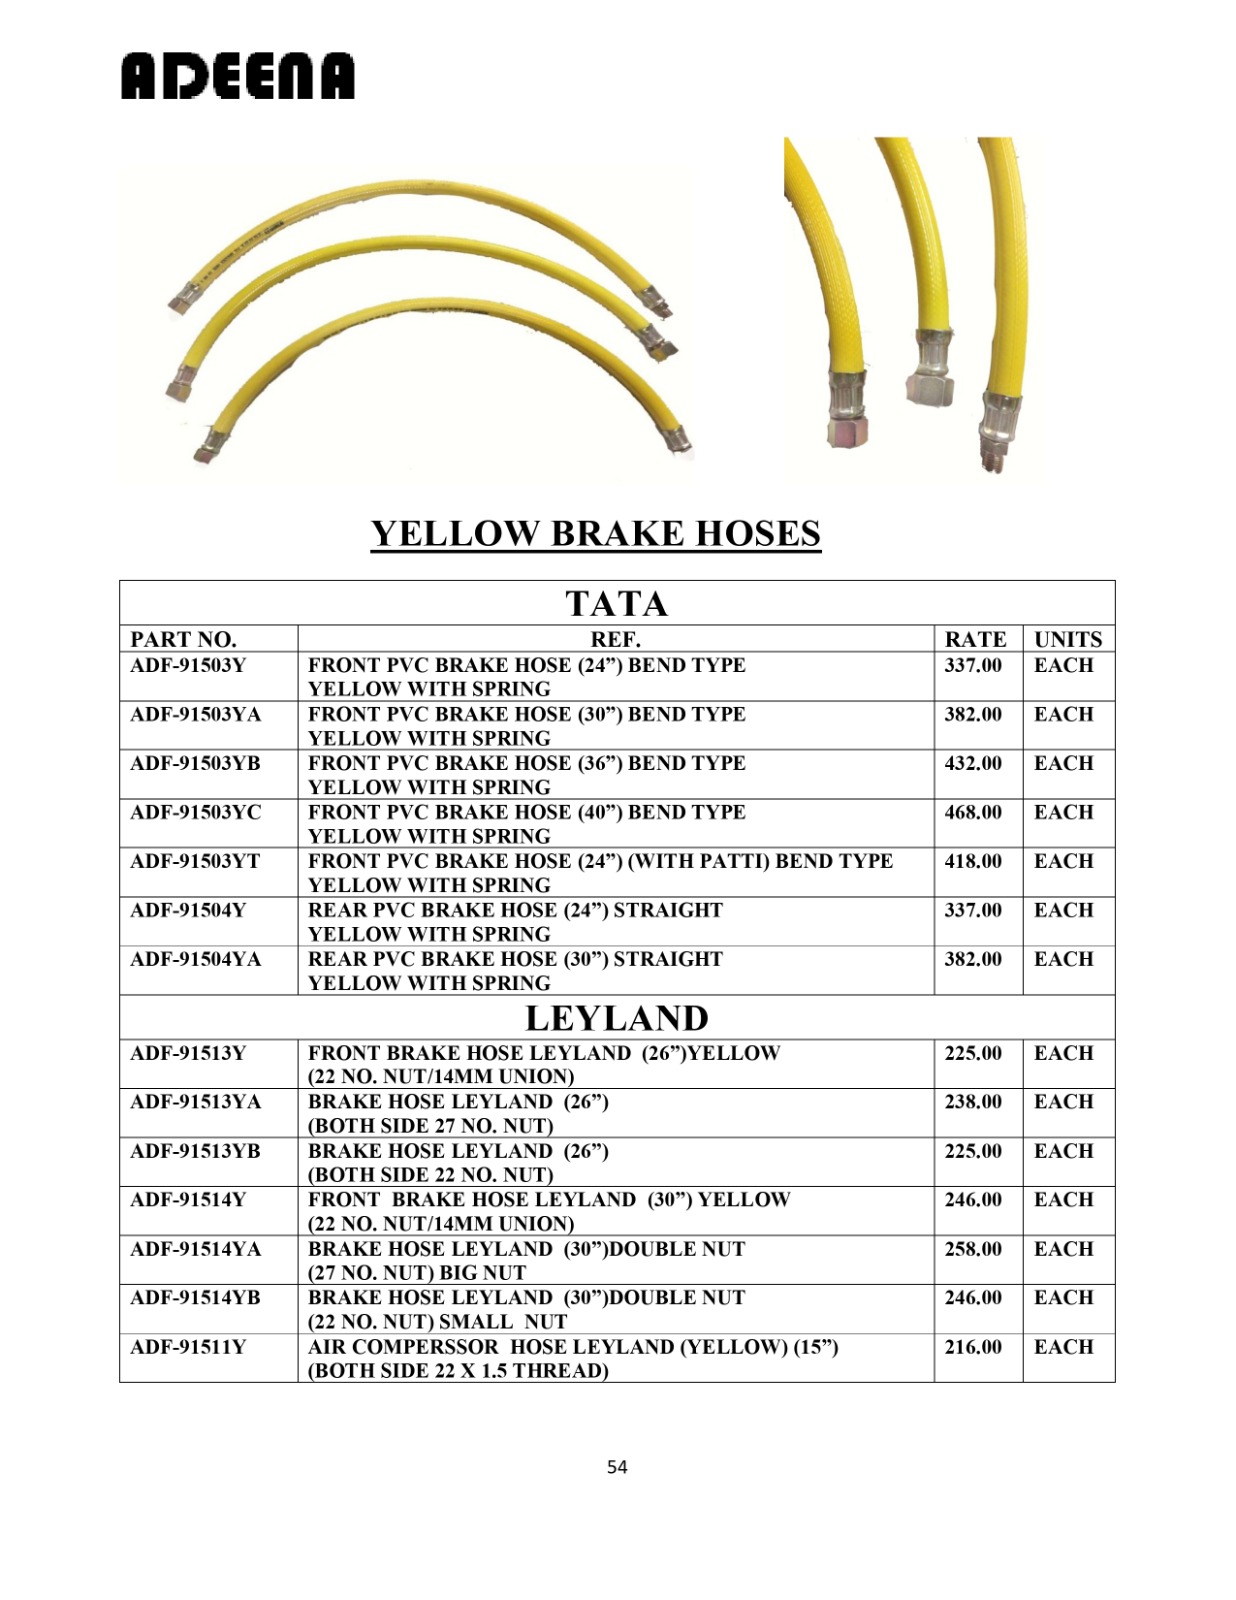 ADEENA
YELLOW BRAKE HOSES
TATA
PART NO. REF. RATE UNITS
ADF-91503Y FRONT PVC BRAKE HOSE (24”) BEND TYPE 337.00 EACH
YELLOW WITH SPRING
ADF-91503YA FRONT PVC BRAKE HOSE (30”) BEND TYPE 382.00 EACH
YELLOW WITH SPRING
ADF-91503YB FRONT PVC BRAKE HOSE (36”) BEND TYPE 432.00 EACH
YELLOW WITH SPRING
ADF-91503YC FRONT PVC BRAKE HOSE (40”) BEND TYPE 468.00 EACH
YELLOW WITH SPRING
ADF-91503YT FRONT PVC BRAKE HOSE (24”) (WITH PATTI) BEND TYPE 418.00 EACH
YELLOW WITH SPRING
ADF-91504Y REAR PVC BRAKE HOSE (24”) STRAIGHT 337.00 EACH
YELLOW WITH SPRING
ADF-91504YA REAR PVC BRAKE HOSE (30”) STRAIGHT 382.00 EACH
YELLOW WITH SPRING
LEYLAND
ADF-91513Y FRONT BRAKE HOSE LEYLAND (26”)YELLOW 225.00 EACH
(22 NO. NUT/14MM UNION)
ADF-91513YA BRAKE HOSE LEYLAND (26”) 238.00 EACH
(BOTH SIDE 27 NO. NUT)
ADF-91513YB BRAKE HOSE LEYLAND (26”) 225.00 EACH
(BOTH SIDE 22 NO. NUT)
ADF-91514Y FRONT BRAKE HOSE LEYLAND (30”) YELLOW 246.00 EACH
(22 NO. NUT/14MM UNION)
ADF-91514YA BRAKE HOSE LEYLAND (30”)DOUBLE NUT 258.00 EACH
(27 NO. NUT) BIG NUT
ADF-91514YB BRAKE HOSE LEYLAND (30”)DOUBLE NUT 246.00 EACH
(22 NO. NUT) SMALL NUT
ADF-91511Y AIR COMPERSSOR HOSE LEYLAND (YELLOW) (15”) 216.00 EACH
(BOTH SIDE 22 X 1.5 THREAD)
54